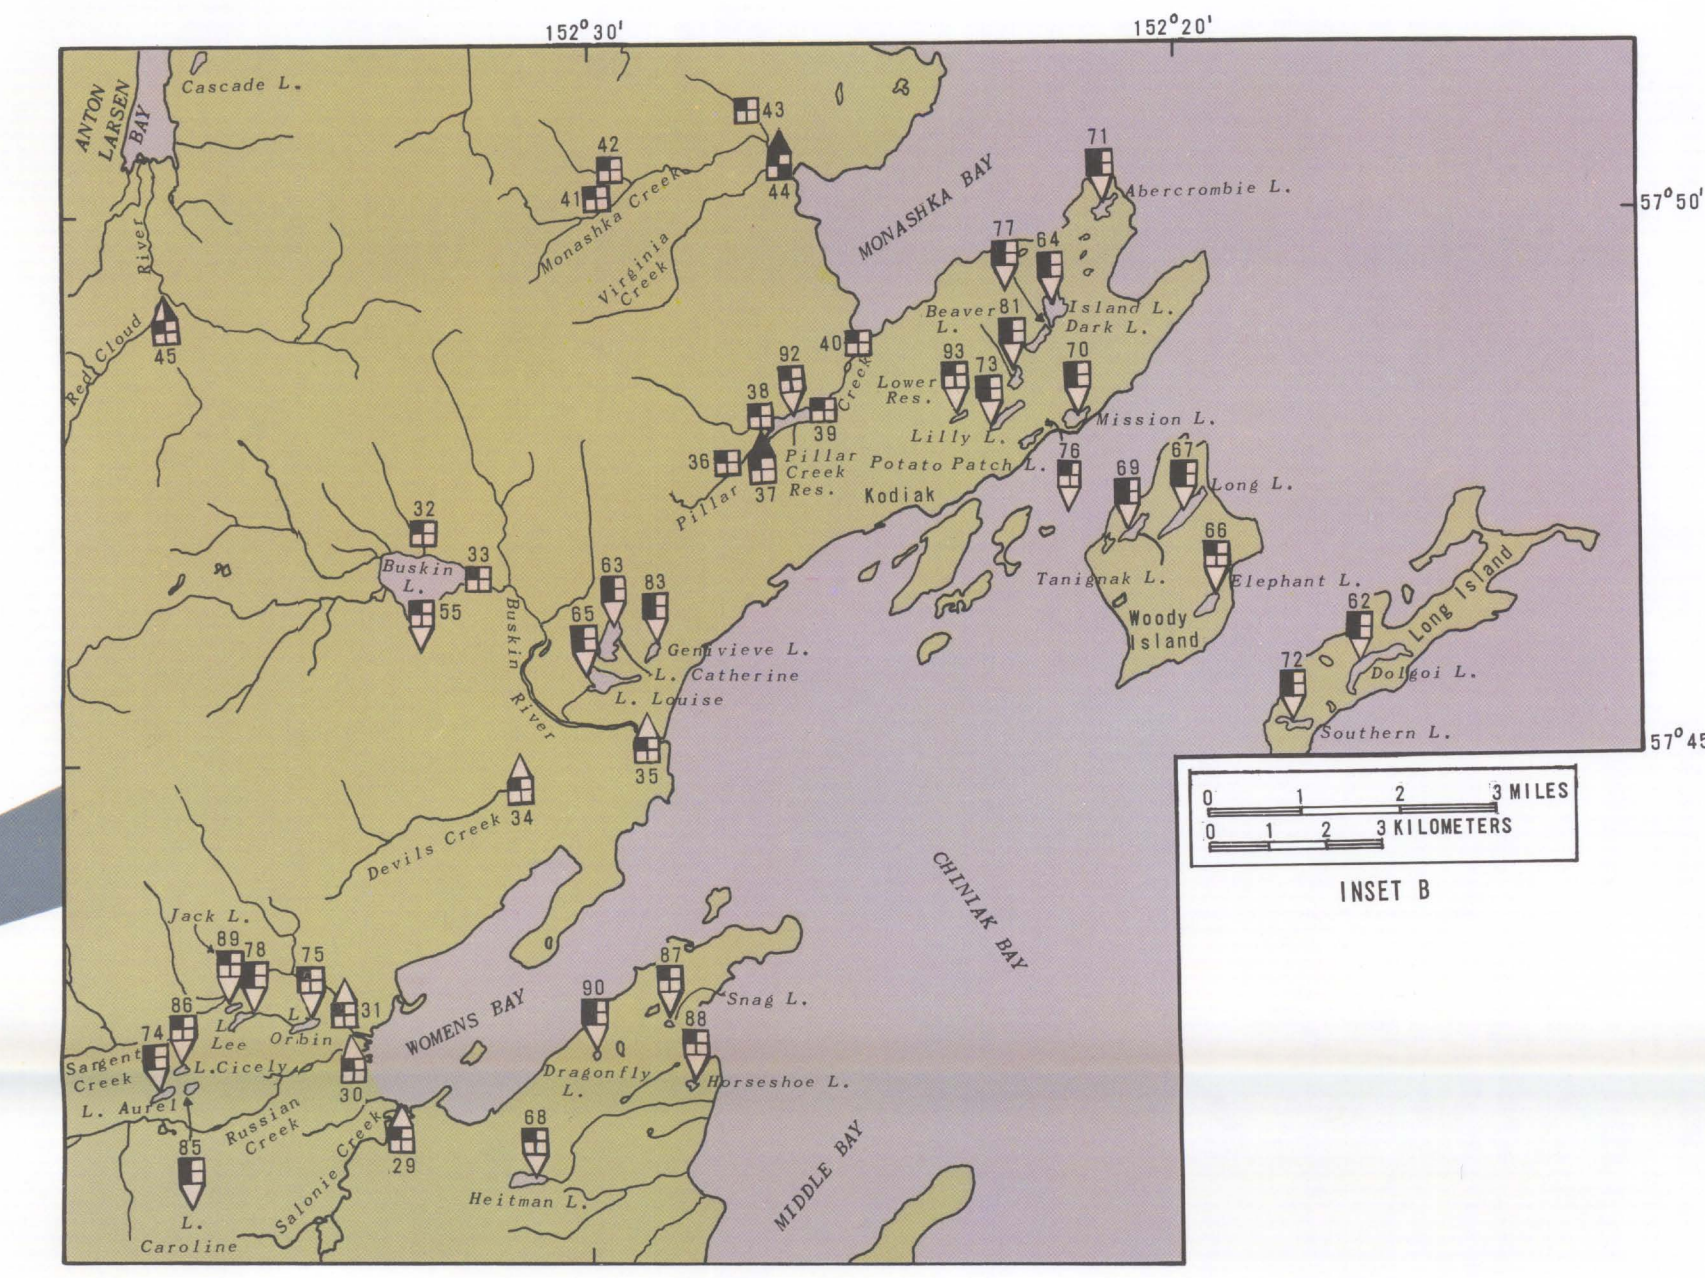 152°30'
152°20'
Cascade L.
ANTON
LARSEN
BAY
43
42
44
41
71
Monashka Creek
MONASHKA BAY
Abercrombie L.
57°50'
River
Virginia
Creek
77
64
Beaver
L.
81
Island L.
Dark L.
Red Cloud
45
40
92
93
73
70
Creek
Lower
Res.
38
39
Mission L.
Lilly L.
36
37
Pillar
Creek
Res.
Potato Patch L.
76
69
67
Long L.
Pillar
Kodiak
32
33
Buskin
L.
55
66
Tanignak L.
Elephant L.
Woody
Island
Long Island
62
63
83
65
Buskin
River
Genivieve L.
L. Catherine
L. Louise
72
Dolgoi L.
Southern L.
57°45
35
34
Devils Creek
0 1 2 3 MILES
0 1 2 3 KILOMETERS
INSET B
CHINIAK BAY
Jack L.
89
78
75
31
87
90
Snag L.
WOMENS BAY
86
74
L.
Lee
L.
Orbin
88
Sargent
Creek
L. Cicely
30
Dragonfly
L.
Horseshoe L.
L. Aurel
Russian
Creek
85
29
68
Salonie Creek
Heitman L.
MIDDLE BAY
L.
Caroline